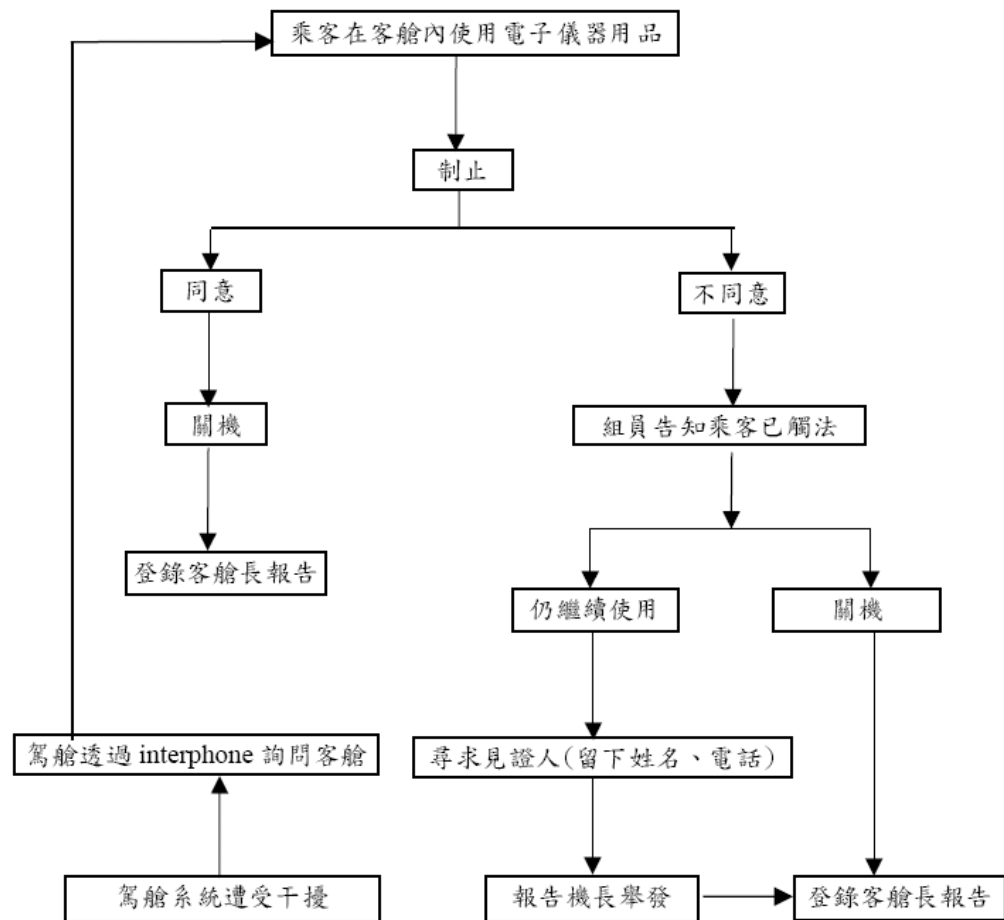 乘客在客艙內使用電子儀器用品
制止
同意
不同意
關機
組員告知乘客已觸法
登錄客艙長報告
仍繼續使用
關機
駕艙透過 interphone 詢問客艙
尋求見證人(留下姓名、電話)
駕艙系統遭受干擾
報告機長舉發
登錄客艙長報告